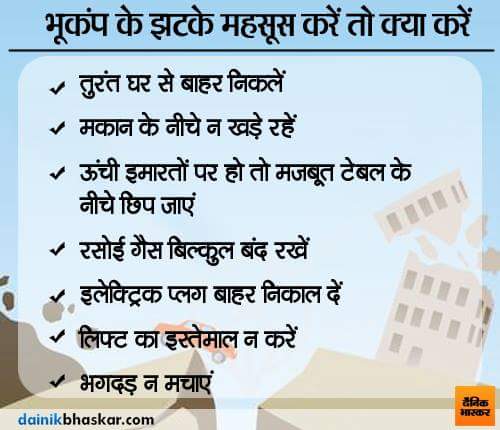 भूकंप के झटके महसूस करें तो क्या करें
तुरंत घर से बाहर निकलें
मकान के नीचे न खड़े रहें
ऊंची इमारतों पर हो तो मजबूत टेबल के
नीचे छिप जाएं
रसोई गैस बिल्कुल बंद रखें
इलेक्ट्रिक प्लग बाहर निकाल दें
लिफ्ट का इस्तेमाल न करें
भगदड़ न मचाएं
dainikbhaskar.com
दैनिक
भास्कर